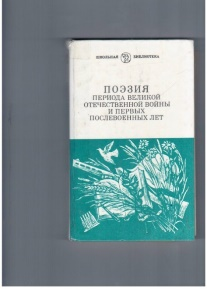 ШКОЛЬНАЯ БИБЛИОТЕКА
ПОЭЗИЯ
ПЕРИОДА ВЕЛИКОЙ
ОТЕЧЕСТВЕННОЙ ВОЙНЫ
И ПЕРВЫХ
ПОСЛЕВОЕННЫХ ЛЕТ